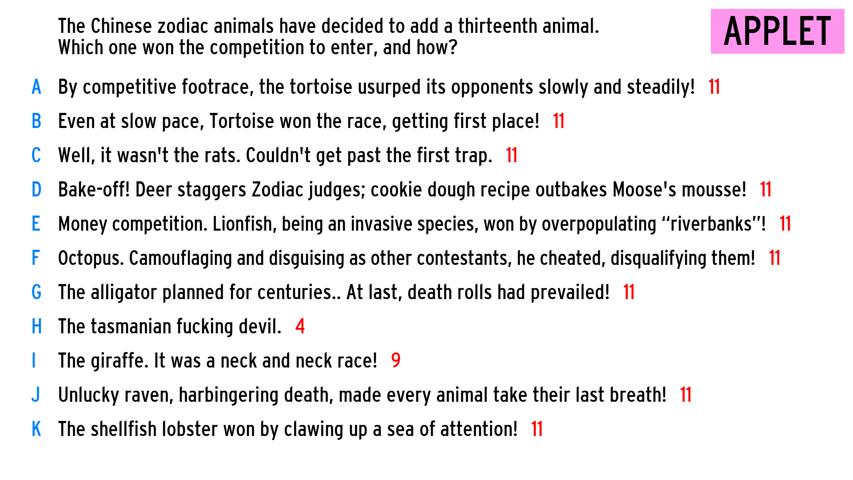 The Chinese zodiac animals have decided to add a thirteenth animal.
Which one won the competition to enter, and how?
APPLET
A By competitive footrace, the tortoise usurped its opponents slowly and steadily! 11
B Even at slow pace, Tortoise won the race, getting first place! 11
C Well, it wasn't the rats. Couldn't get past the first trap. 11
D Bake-off! Deer staggers Zodiac judges; cookie dough recipe outbakes Moose's mousse! 11
E Money competition. Lionfish, being an invasive species, won by overpopulating “riverbanks”! 11
F Octopus. Camouflaging and disguising as other contestants, he cheated, disqualifying them! 11
G The alligator planned for centuries.. At last, death rolls had prevailed! 11
H The tasmanian fucking devil. 4
I The giraffe. It was a neck and neck race! 9
J Unlucky raven, harbingering death, made every animal take their last breath! 11
K The shellfish lobster won by clawing up a sea of attention! 11